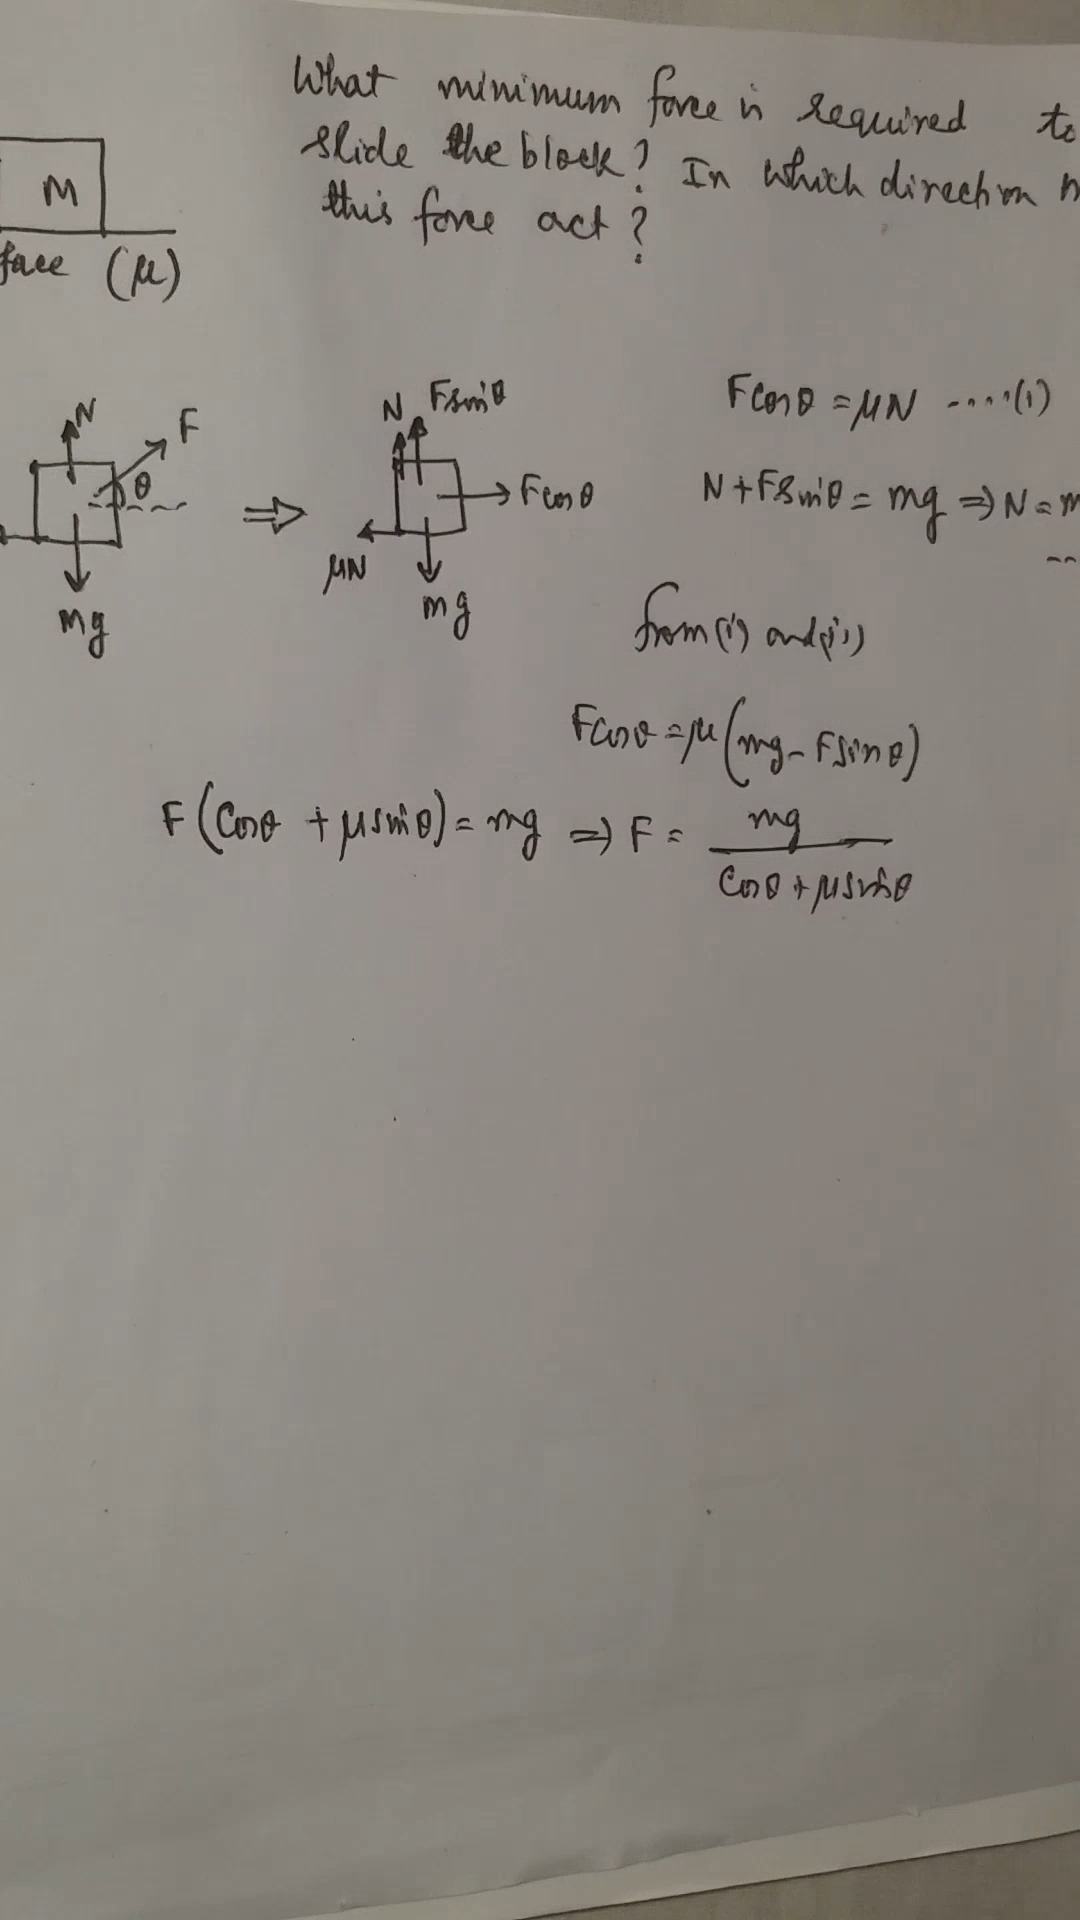 What minimum force is required to
slide the block? In which direction
this force act?
M
face (μ)
N
F
θ
mg
⇒
N Fsinθ
Fcosθ
μN
mg
Fcosθ = μN ....(i)
N + Fsinθ = mg ⇒ N =
from (i) and (ii)
Fcosθ = μ(mg - Fsinθ)
F(cosθ + μsinθ) = mg ⇒ F = mg
cosθ + μsinθ